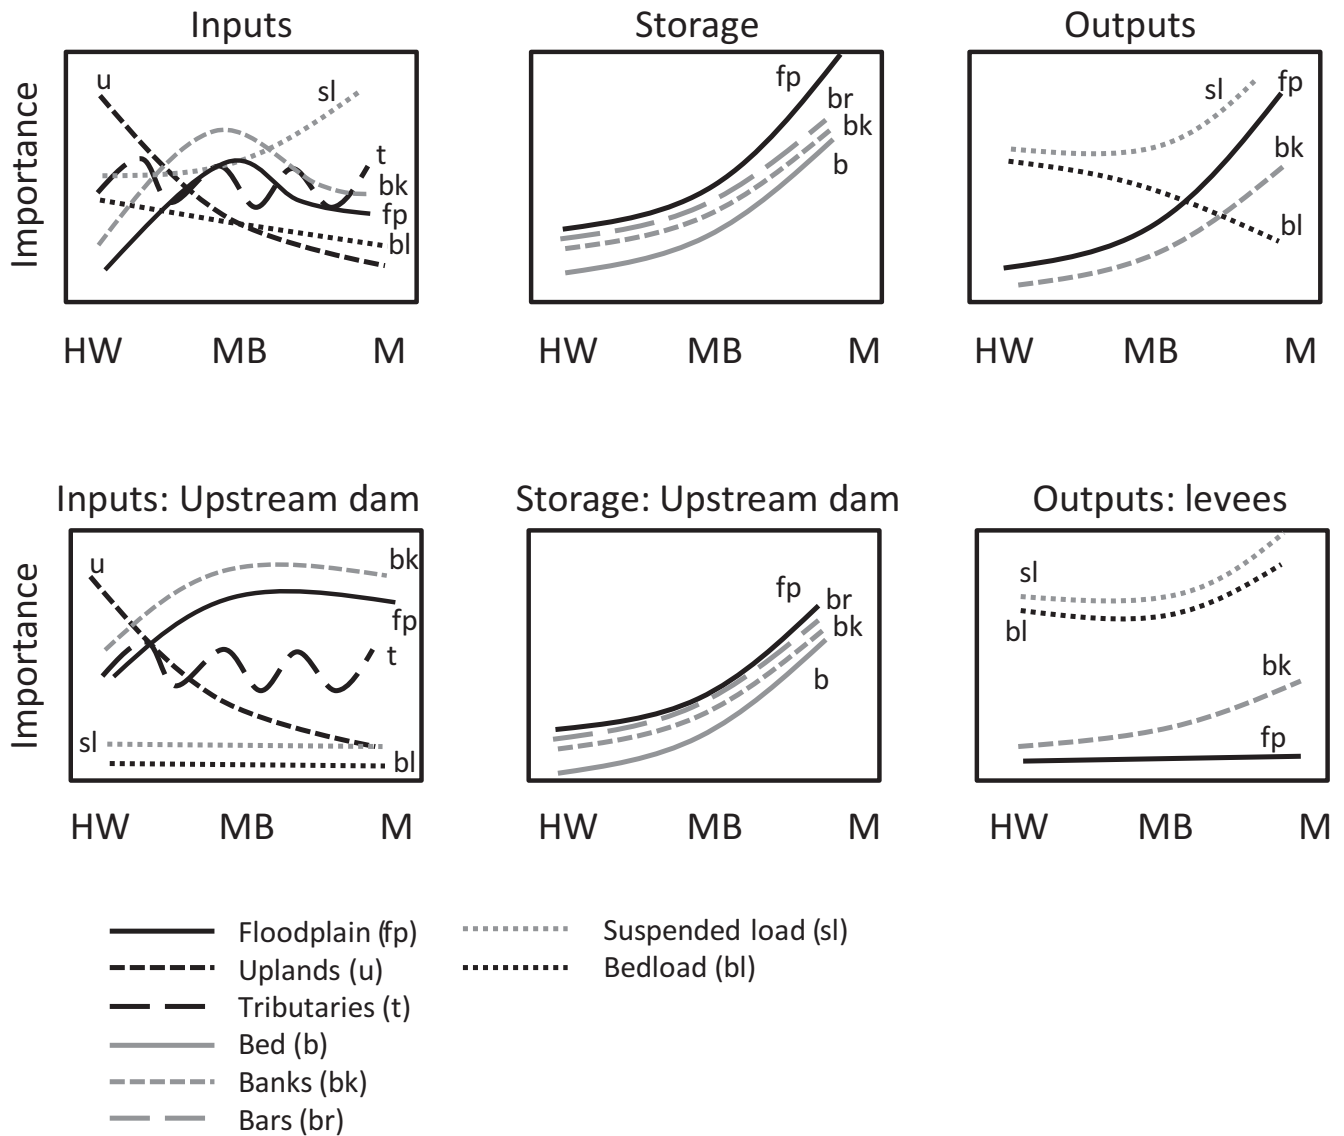 Inputs
Storage
Outputs
Importance
u
sl
t
bk
fp
bl
fp
br
bk
b
sl
fp
bk
bl
HW MB M
HW MB M
HW MB M
Inputs: Upstream dam
Storage: Upstream dam
Outputs: levees
Importance
u
bk
fp
t
sl
bl
fp
br
bk
b
sl
bl
bk
fp
HW MB M
HW MB M
HW MB M
Floodplain (fp)
Uplands (u)
Tributaries (t)
Bed (b)
Banks (bk)
Bars (br)
Suspended load (sl)
Bedload (bl)